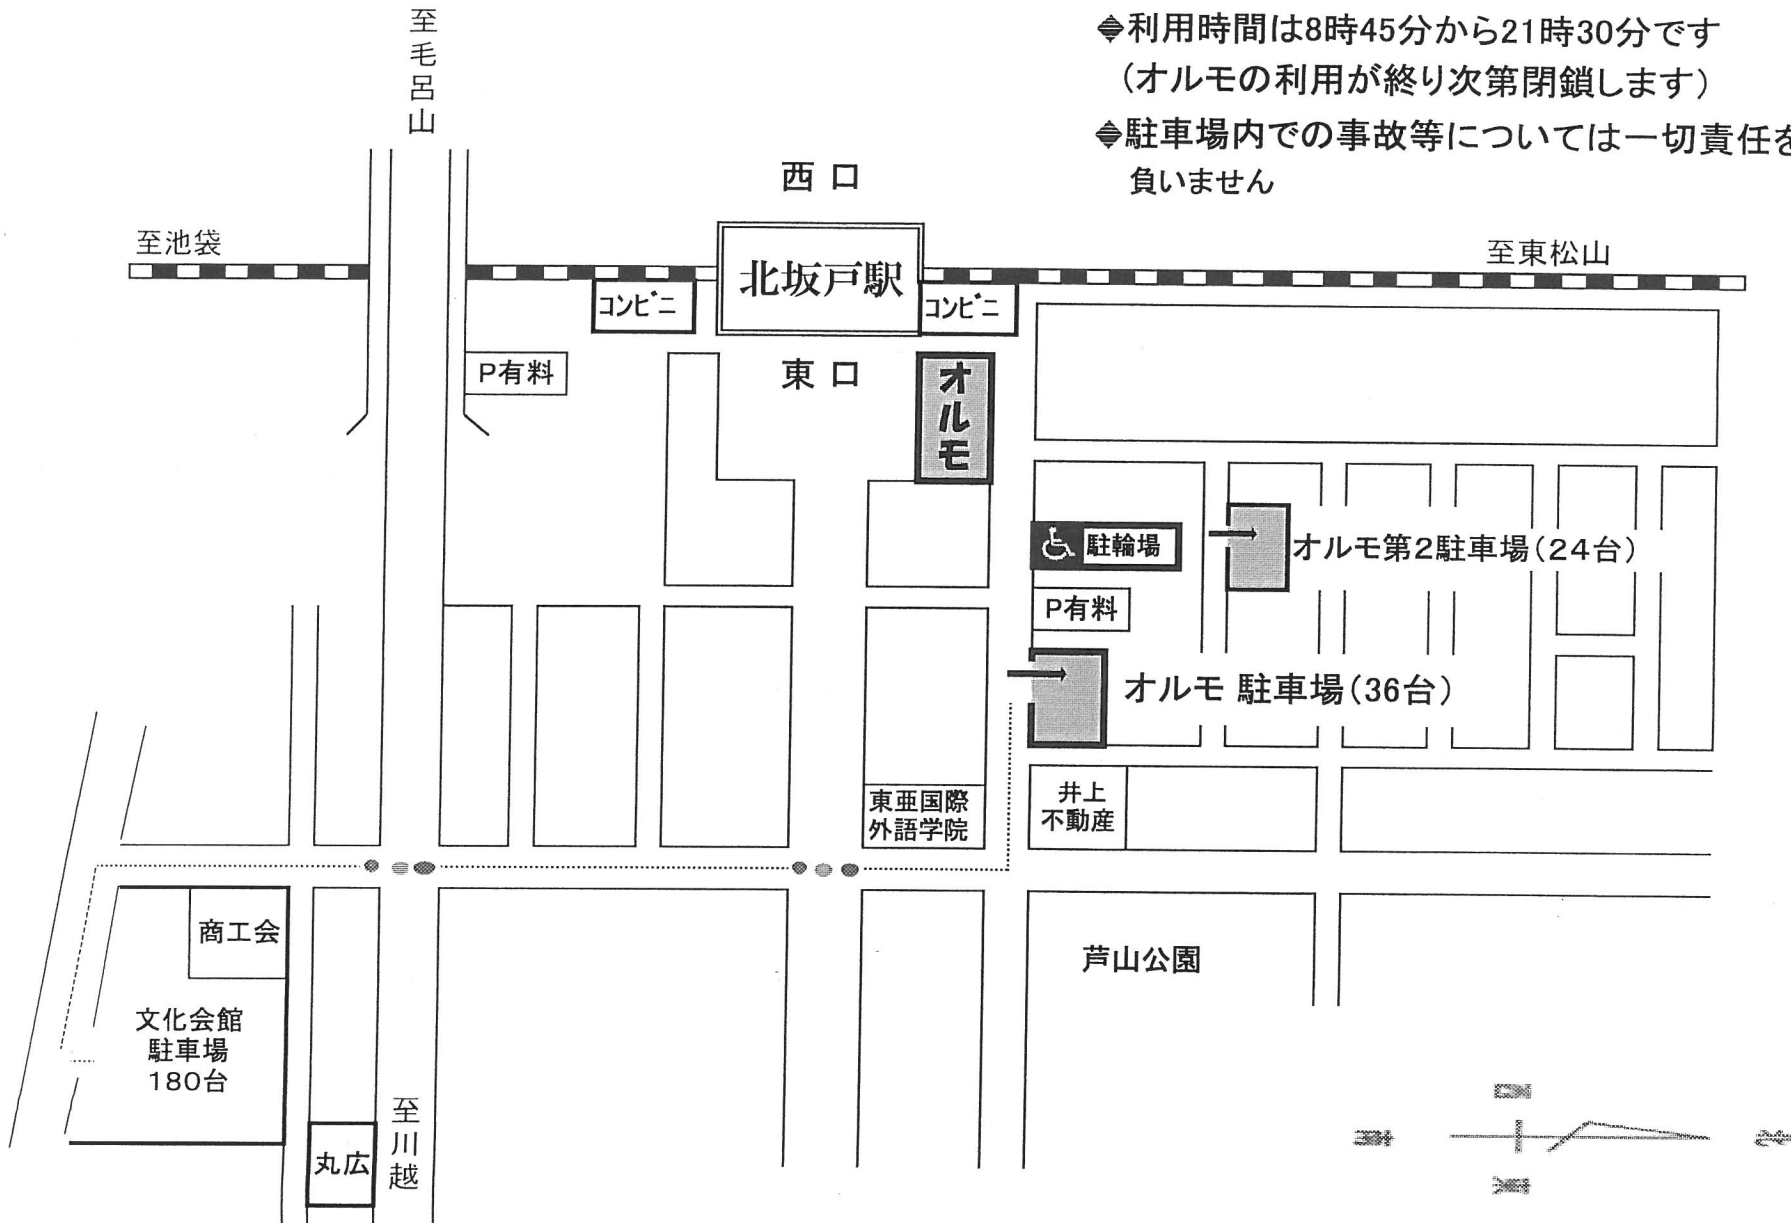 ◆利用時間は8時45分から21時30分です
(オルモの利用が終り次第閉鎖します)
◆駐車場内での事故等については一切責任を
負いません
至毛呂山
西口
至池袋
北坂戸駅
至東松山
コンビニ
コンビニ
P有料
東口
オルモ
駐輪場
オルモ第2駐車場(24台)
P有料
オルモ 駐車場(36台)
東亜国際
外語学院
井上
不動産
商工会
芦山公園
文化会館
駐車場
180台
至川越
丸広
西
南
北
東